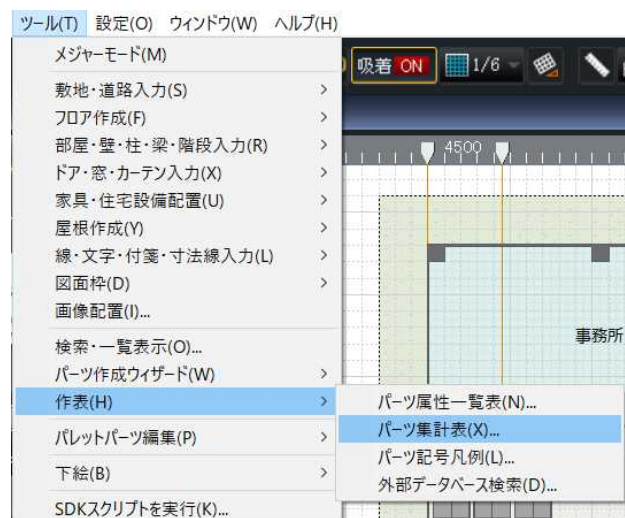 ツール(T) 設定(O) ウィンドウ(W) ヘルプ(H)
メジャーモード(M)
吸着 ON 1/6
敷地・道路入力(S)
フロア作成(F)
部屋・壁・柱・梁・階段入力(R)
4500
ドア・窓・カーテン入力(X)
家具・住宅設備配置(U)
屋根作成(Y)
線・文字・付箋・寸法線入力(L)
図面枠(D)
画像配置(I)...
事務所
検索・一覧表示(O)...
パーツ作成ウィザード(W)
作表(H)
パーツ属性一覧表(N)...
パーツ集計表(X)...
パーツ記号凡例(L)...
外部データベース検索(D)...
パレットパーツ編集(P)
下絵(B)
SDKスクリプトを実行(K)...